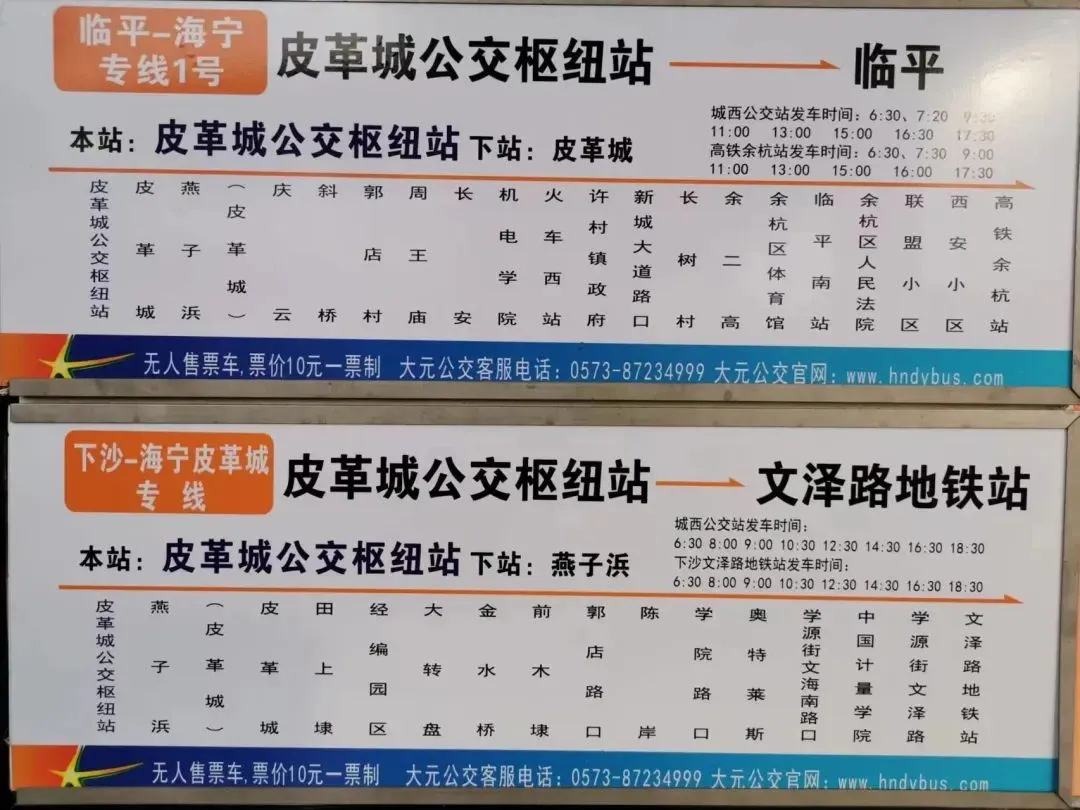 临平-海宁
专线1号
皮革城公交枢纽站
临平
本站：皮革城公交枢纽站 下站：皮革城
城西公交站发车时间：6:30、7:20 9:30
11:00 13:00 15:00 16:30 17:30
高铁余杭站发车时间：6:30、7:30 9:00
11:00 13:00 15:00 16:00 17:30
皮革城公交枢纽站
皮革城
燕子浜
（皮革城）
庆云
斜桥
郭店村
周王庙
长安
机电学院
火车西站
许村镇政府
新城大道路口
长树村
余二高
余杭区体育馆
临平南站
余杭区人民法院
联盟小区
西安小区
高铁余杭站
无人售票车,票价10元一票制 大元公交客服电话：0573-87234999 大元公交官网：www.hndybus.com
下沙-海宁皮革城
专线
皮革城公交枢纽站
文泽路地铁站
本站：皮革城公交枢纽站 下站：燕子浜
城西公交站发车时间：
6:30 8:00 9:00 10:30 12:30 14:30 16:30 18:30
下沙文泽路地铁站发车时间：
6:30 8:00 9:00 10:30 12:30 14:30 16:30 18:30
皮革城公交枢纽站
燕子浜
（皮革城）
皮革城
田上埭
经编园区
大转盘
金水桥
前木埭
郭店路口
陈岸
学院路口
奥特莱斯
学源街文海南路口
中国计量学院
学源街文泽路
文泽路地铁站
无人售票车,票价10元一票制 大元公交客服电话：0573-87234999 大元公交官网：www.hndybus.com